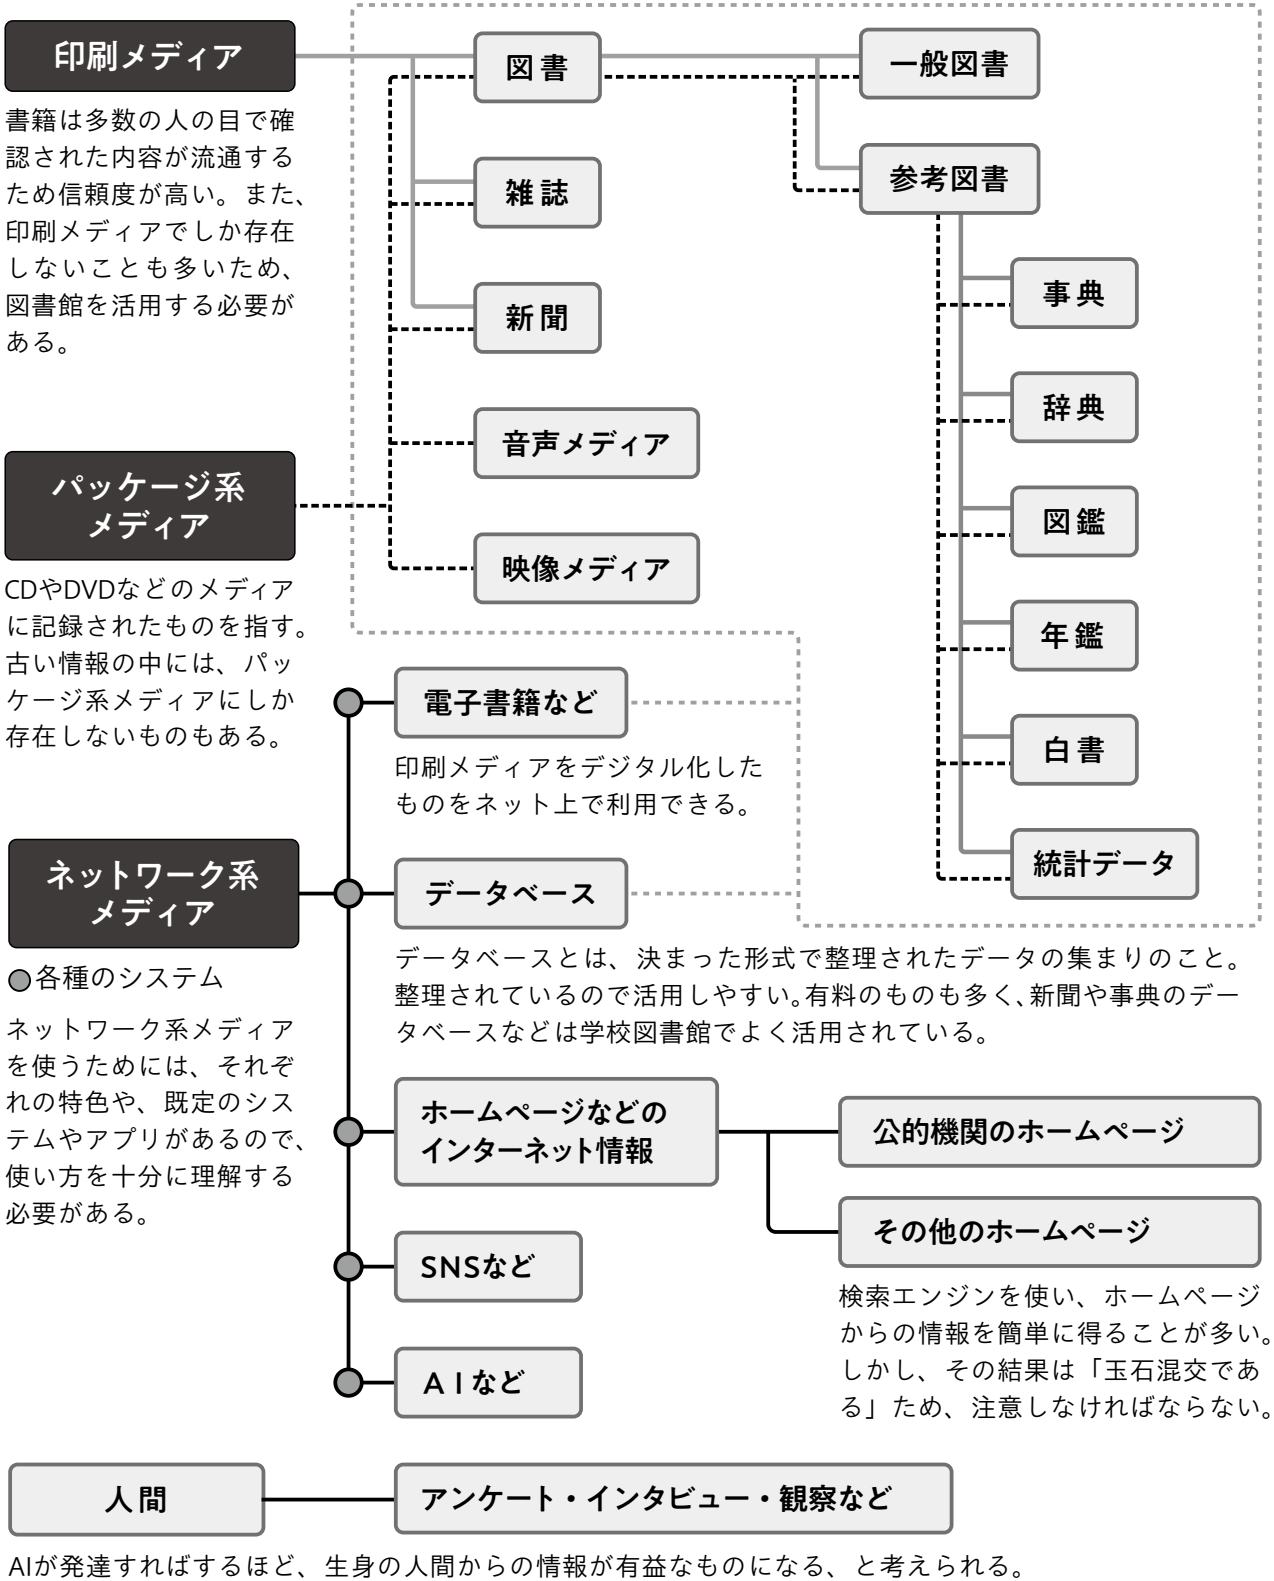 印刷メディア
書籍は多数の人の目で確
認された内容が流通する
ため信頼度が高い。また、
印刷メディアでしか存在
しないことも多いため、
図書館を活用する必要が
ある。
図書
雑誌
新聞
音声メディア
映像メディア
一般図書
参考図書
事典
辞典
図鑑
年鑑
白書
統計データ
パッケージ系
メディア
CDやDVDなどのメディア
に記録されたものを指す。
古い情報の中には、パッ
ケージ系メディアにしか
存在しないものもある。
ネットワーク系
メディア
●各種のシステム
ネットワーク系メディア
を使うためには、それぞ
れの特色や、既定のシス
テムやアプリがあるので、
使い方を十分に理解する
必要がある。
電子書籍など
印刷メディアをデジタル化した
ものをネット上で利用できる。
データベース
データベースとは、決まった形式で整理されたデータの集まりのこと。
整理されているので活用しやすい。有料のものも多く、新聞や事典のデー
タベースなどは学校図書館でよく活用されている。
ホームページなどの
インターネット情報
公的機関のホームページ
その他のホームページ
検索エンジンを使い、ホームページ
からの情報を簡単に得ることが多い。
しかし、その結果は「玉石混交であ
る」ため、注意しなければならない。
SNSなど
AIなど
人間
アンケート・インタビュー・観察など
AIが発達すればするほど、生身の人間からの情報が有益なものになる、と考えられる。